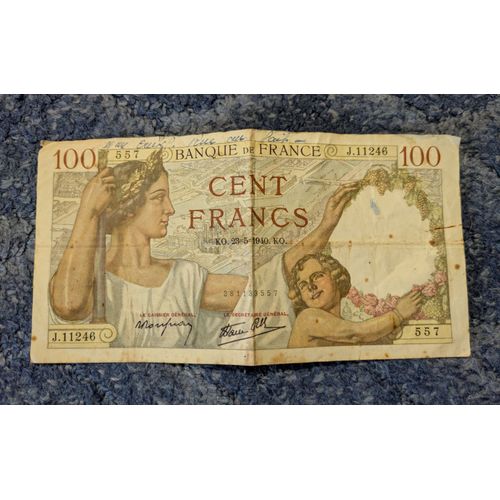 100 557 BANQUE DE FRANCE J.11246 100
CENT
FRANCS
KO. 23-5-1940. KO.
281133557
LE CAISSIER GÉNÉRAL, LE SECRÉTAIRE GÉNÉRAL,
J.11246 557